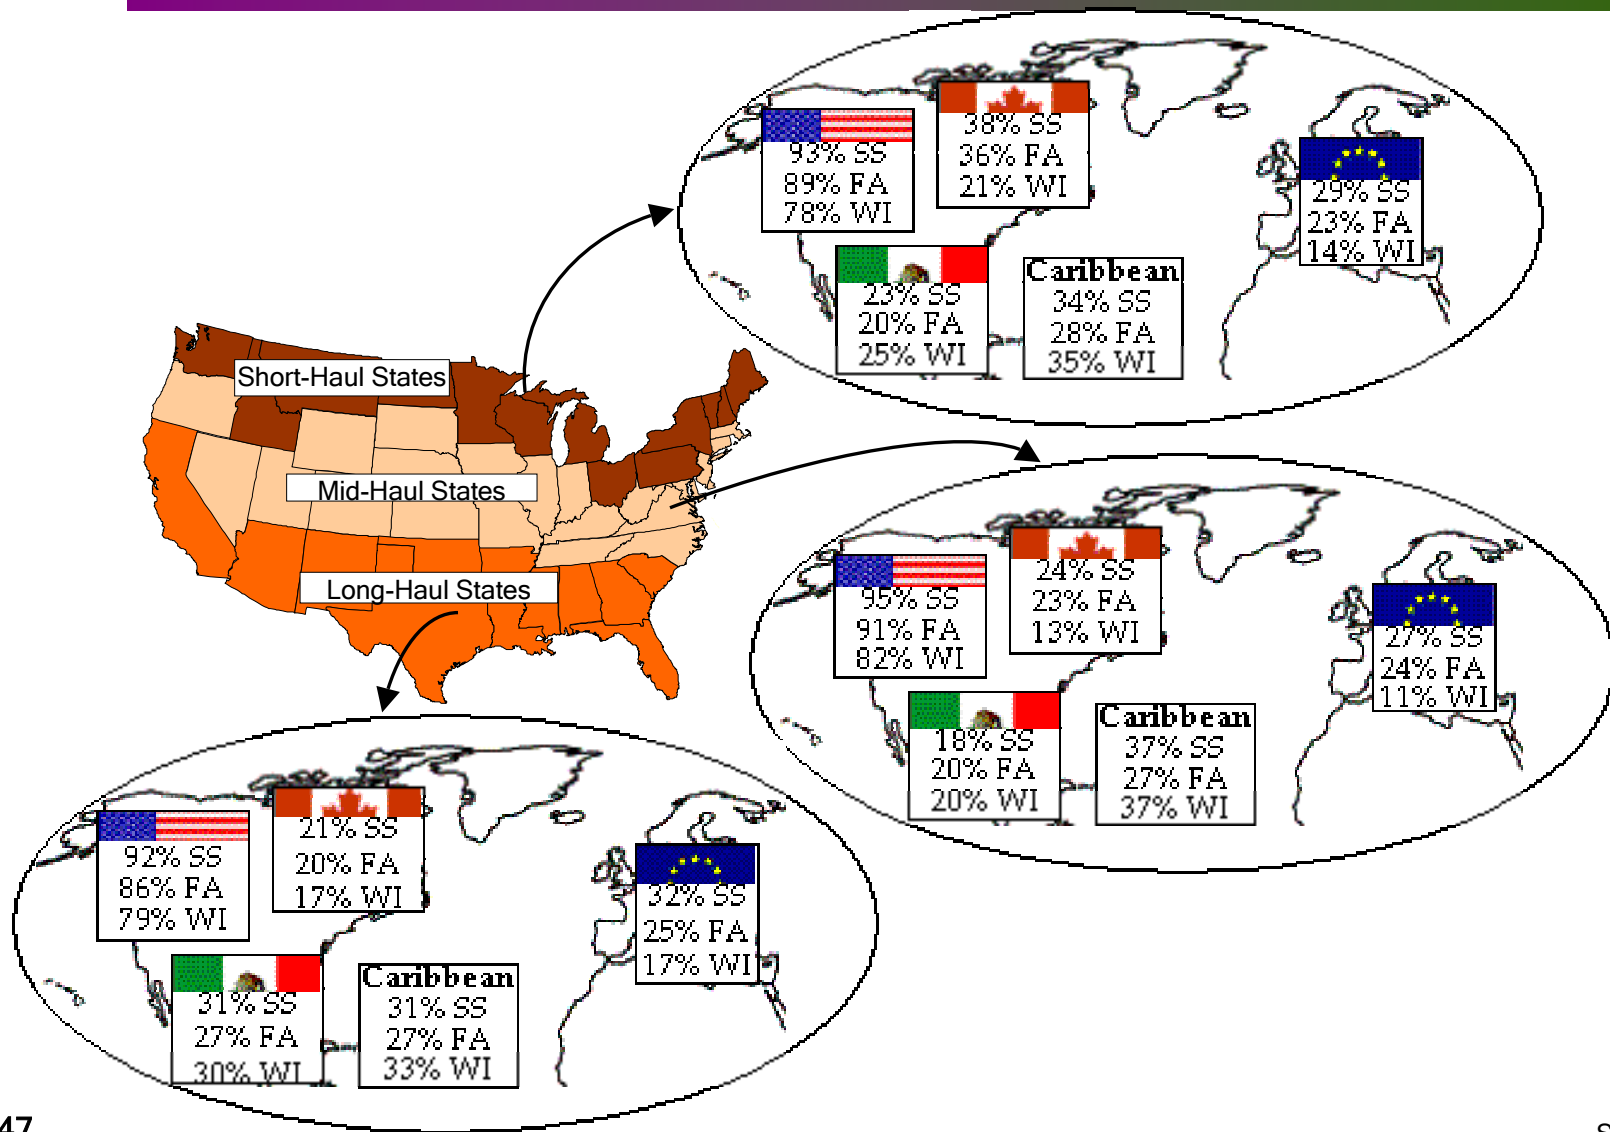 38% SS
36% FA
21% WI
93% SS
89% FA
78% WI
29% SS
23% FA
14% WI
23% SS
20% FA
25% WI
Caribbean
34% SS
28% FA
35% WI
Short-Haul States
Mid-Haul States
Long-Haul States
24% SS
23% FA
13% WI
95% SS
91% FA
82% WI
27% SS
24% FA
11% WI
18% SS
20% FA
20% WI
Caribbean
37% SS
27% FA
37% WI
21% SS
20% FA
17% WI
92% SS
86% FA
79% WI
32% SS
25% FA
17% WI
31% SS
27% FA
30% WI
Caribbean
31% SS
27% FA
33% WI
47